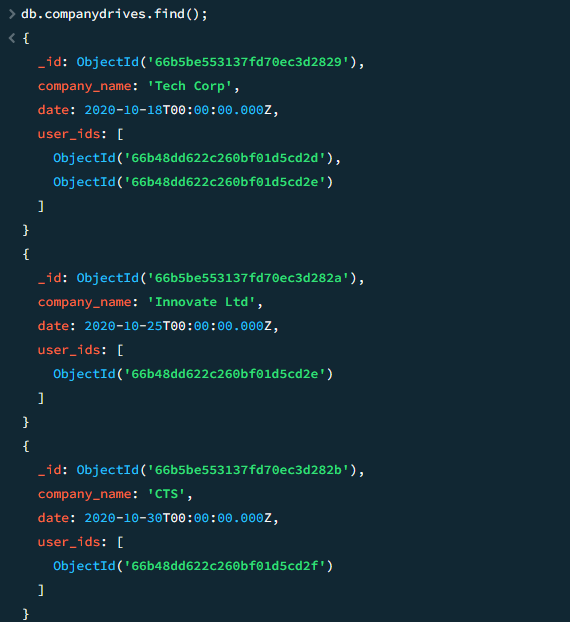 > db.companydrives.find();
< {
_id: ObjectId('66b5be553137fd70ec3d2829'),
company_name: 'Tech Corp',
date: 2020-10-18T00:00:00.000Z,
user_ids: [
ObjectId('66b48dd622c260bf01d5cd2d'),
ObjectId('66b48dd622c260bf01d5cd2e')
]
}
{
_id: ObjectId('66b5be553137fd70ec3d282a'),
company_name: 'Innovate Ltd',
date: 2020-10-25T00:00:00.000Z,
user_ids: [
ObjectId('66b48dd622c260bf01d5cd2e')
]
}
{
_id: ObjectId('66b5be553137fd70ec3d282b'),
company_name: 'CTS',
date: 2020-10-30T00:00:00.000Z,
user_ids: [
ObjectId('66b48dd622c260bf01d5cd2f')
]
}